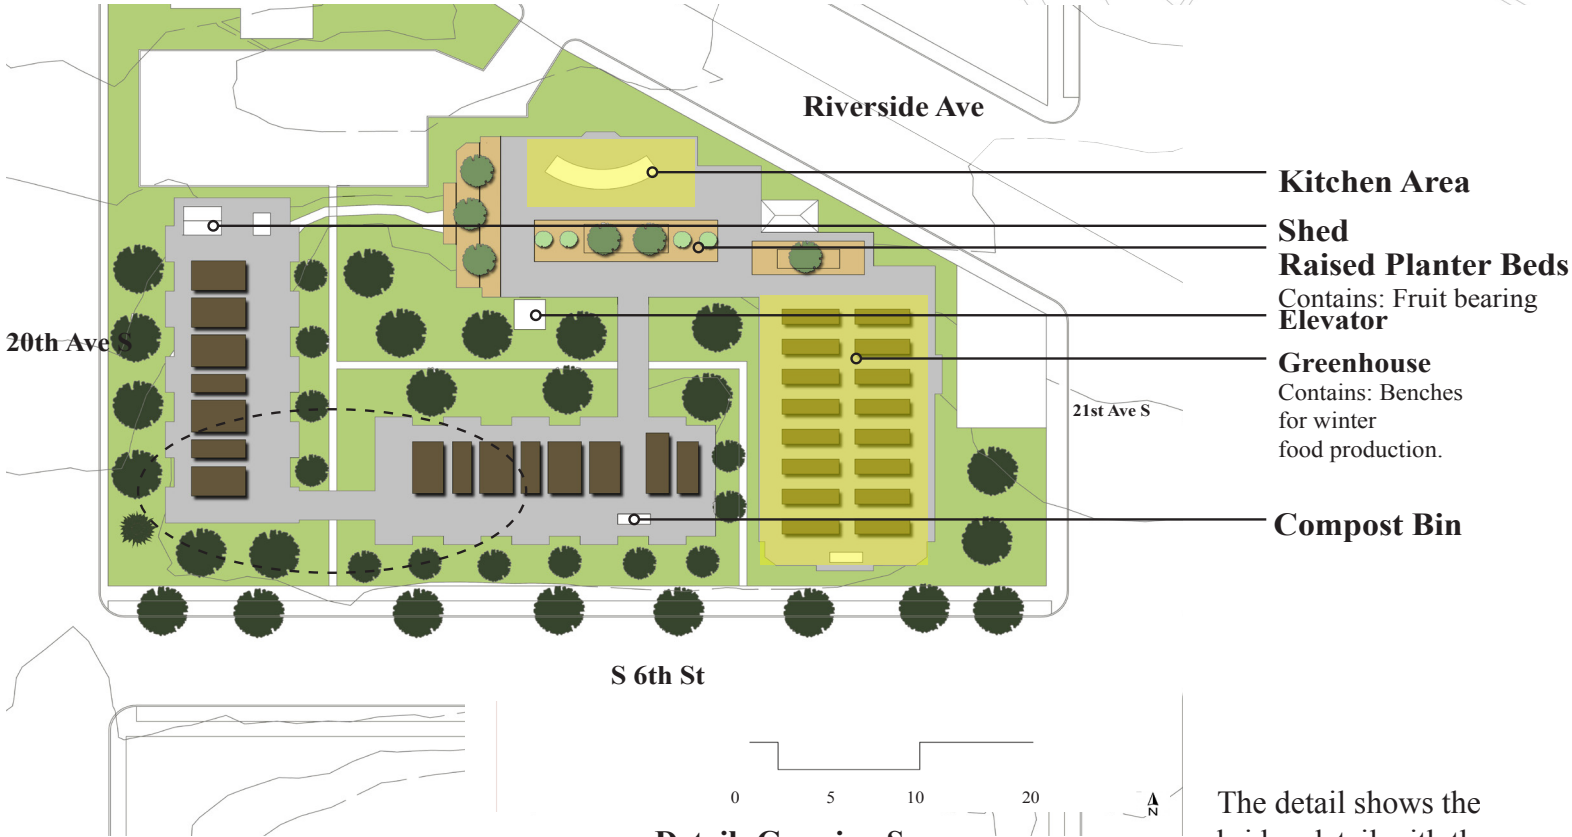 Riverside Ave
Kitchen Area
Shed
Raised Planter Beds
Contains: Fruit bearing
Elevator
20th Ave S
Greenhouse
Contains: Benches
for winter
food production.
21st Ave S
Compost Bin
S 6th St
0 5 10 20
N
The detail shows the